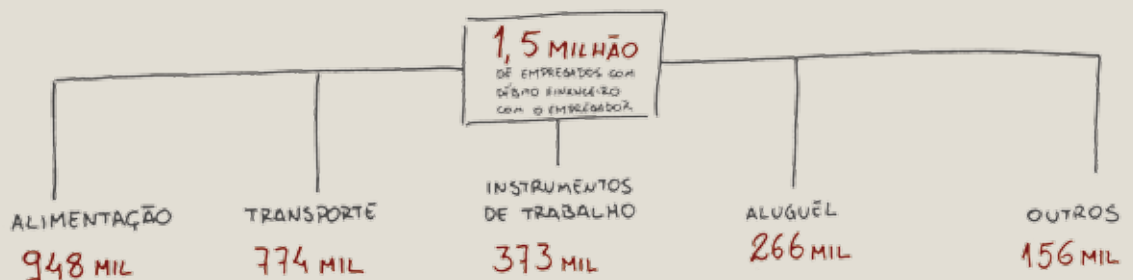 1,5 MILHÃO
DE EMPREGADOS COM
DÉBITO FINANCEIRO
COM O EMPREGADOR
ALIMENTAÇÃO
948 MIL
TRANSPORTE
774 MIL
INSTRUMENTOS
DE TRABALHO
373 MIL
ALUGUÉL
266 MIL
OUTROS
156 MIL